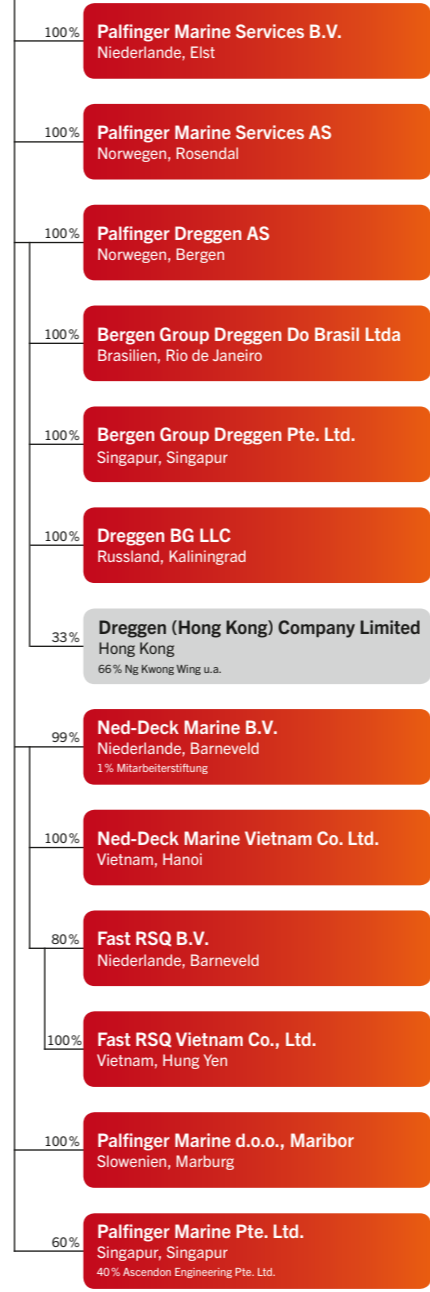 100%
Palfinger Marine Services B.V.
Niederlande, Elst
100%
Palfinger Marine Services AS
Norwegen, Rosendal
100%
Palfinger Dreggen AS
Norwegen, Bergen
100%
Bergen Group Dreggen Do Brasil Ltda
Brasilien, Rio de Janeiro
100%
Bergen Group Dreggen Pte. Ltd.
Singapur, Singapur
100%
Dreggen BG LLC
Russland, Kaliningrad
33%
Dreggen (Hong Kong) Company Limited
Hong Kong
66% Ng Kwong Wing u.a.
99%
Ned-Deck Marine B.V.
Niederlande, Barneveld
1% Mitarbeiterstiftung
100%
Ned-Deck Marine Vietnam Co. Ltd.
Vietnam, Hanoi
80%
Fast RSQ B.V.
Niederlande, Barneveld
100%
Fast RSQ Vietnam Co., Ltd.
Vietnam, Hung Yen
100%
Palfinger Marine d.o.o., Maribor
Slowenien, Marburg
60%
Palfinger Marine Pte. Ltd.
Singapur, Singapur
40% Ascendon Engineering Pte. Ltd.